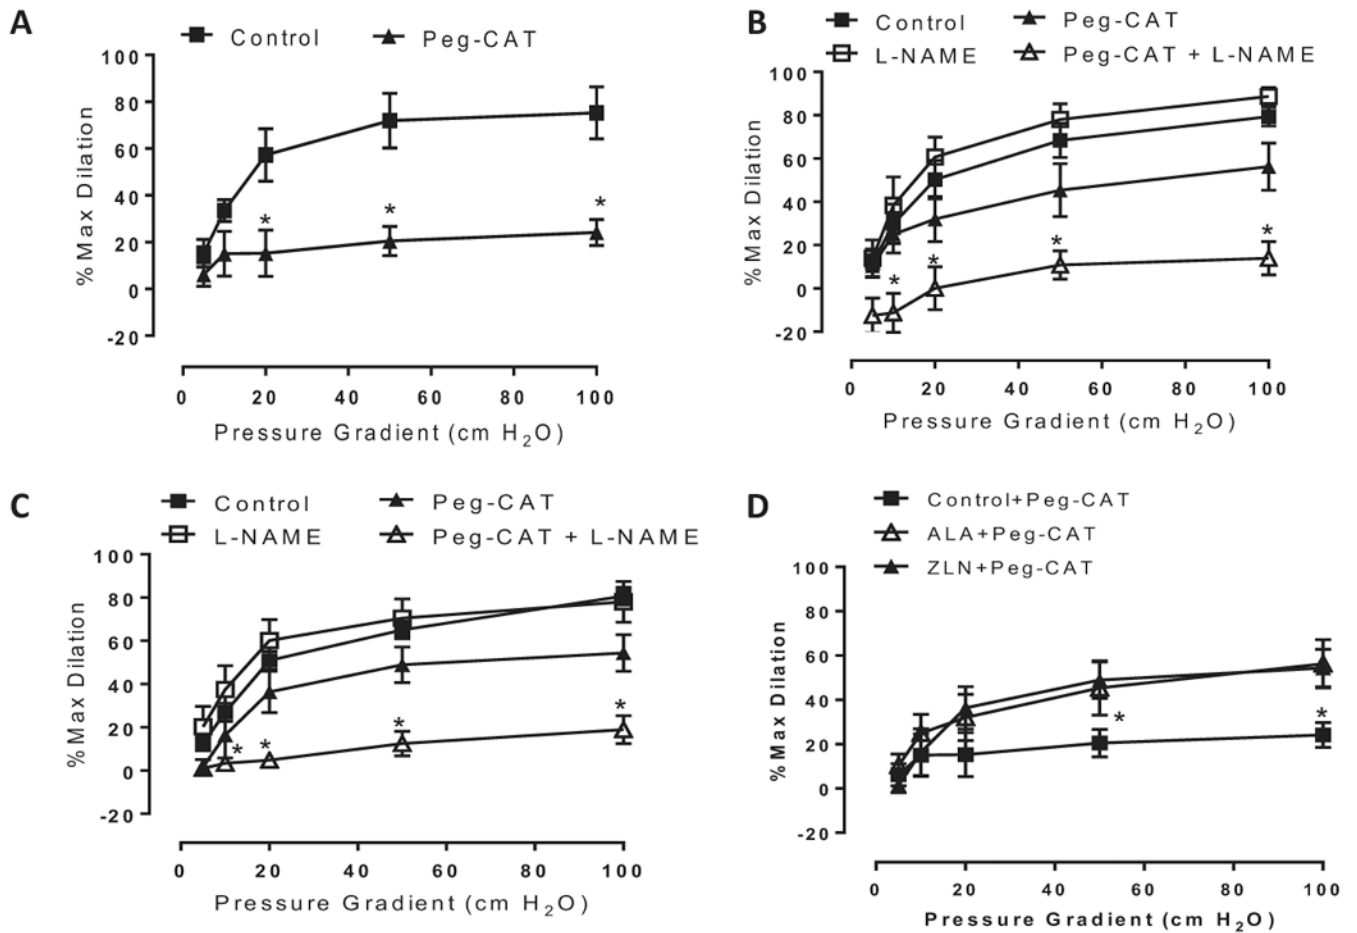 A
Control
Peg-CAT
100
80
60
40
20
0
-20
%Max Dilation
*
*
*
0
20
40
60
80
100
Pressure Gradient (cm H2O)
B
Control
Peg-CAT
L-NAME
Peg-CAT + L-NAME
100
80
60
40
20
0
-20
%Max Dilation
*
*
*
*
0
20
40
60
80
100
Pressure Gradient (cm H2O)
C
Control
Peg-CAT
L-NAME
Peg-CAT + L-NAME
100
80
60
40
20
0
-20
%Max Dilation
*
*
*
*
0
20
40
60
80
100
Pressure Gradient (cm H2O)
D
Control+Peg-CAT
ALA+Peg-CAT
ZLN+Peg-CAT
100
80
60
40
20
0
-20
%Max Dilation
*
*
0
20
40
60
80
100
Pressure Gradient (cm H2O)